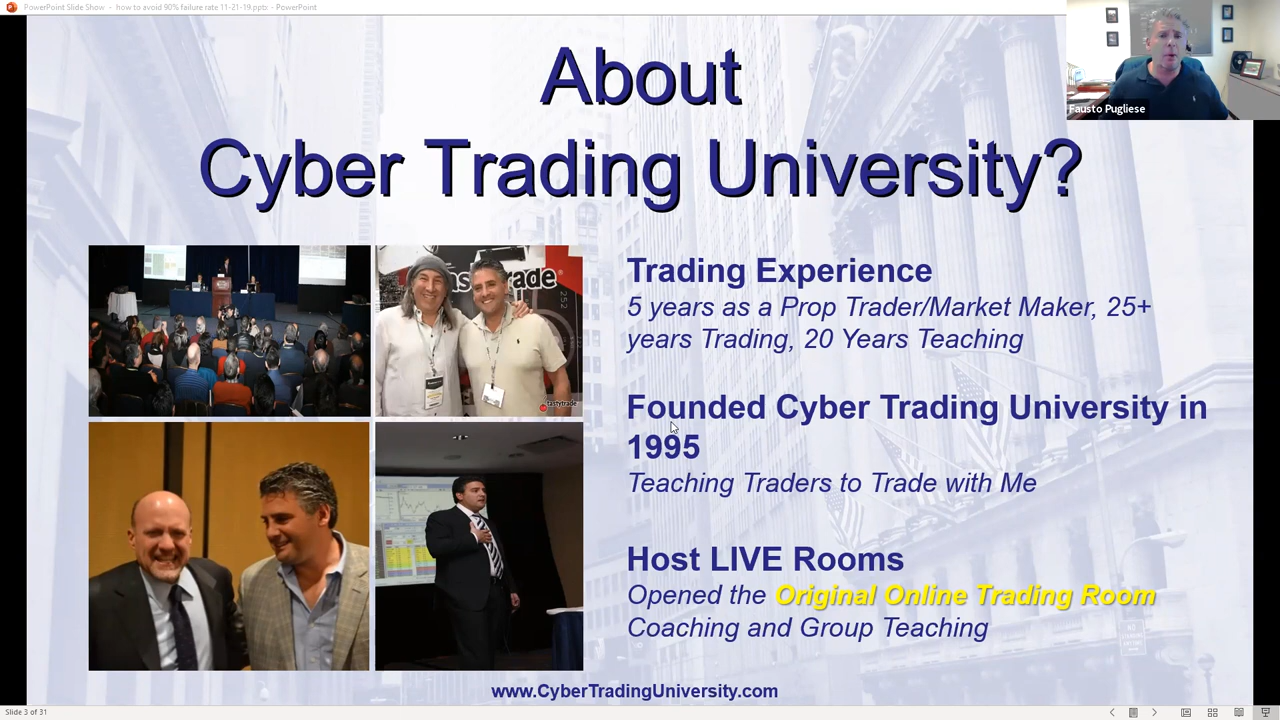 PowerPoint Slide Show - how to avoid 90% failure rate 11-21-19.pptx - PowerPoint
Fausto Pugliese
About
Cyber Trading University?
tastytrade
252
tastytrade
Trading Experience
5 years as a Prop Trader/Market Maker, 25+
years Trading, 20 Years Teaching
Founded Cyber Trading University in
1995
Teaching Traders to Trade with Me
Host LIVE Rooms
Opened the Original Online Trading Room
Coaching and Group Teaching
www.CyberTradingUniversity.com
Slide 3 of 31